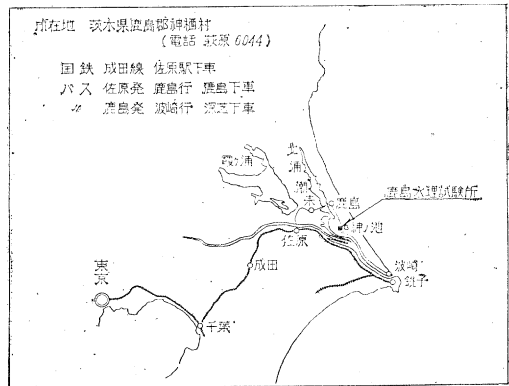 所在地 茨木県鹿島郡神栖村
(電話 萩原 6044)
国鉄 成田線 佐原駅下車
バス 佐原発 鹿島行 鹿島下車
〃 鹿島発 波崎行 深芝下車
霞ヶ浦
北浦
潮来
鹿島
鹿島水理試験所
神ノ池
佐原
成田
東京
千葉
波崎
銚子